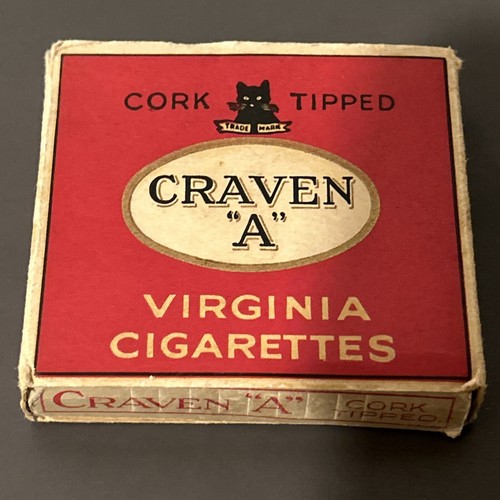 CORK TIPPED
TRADE MARK
CRAVEN
"A"
VIRGINIA
CIGARETTES
CRAVEN "A" CORK
TIPPED.